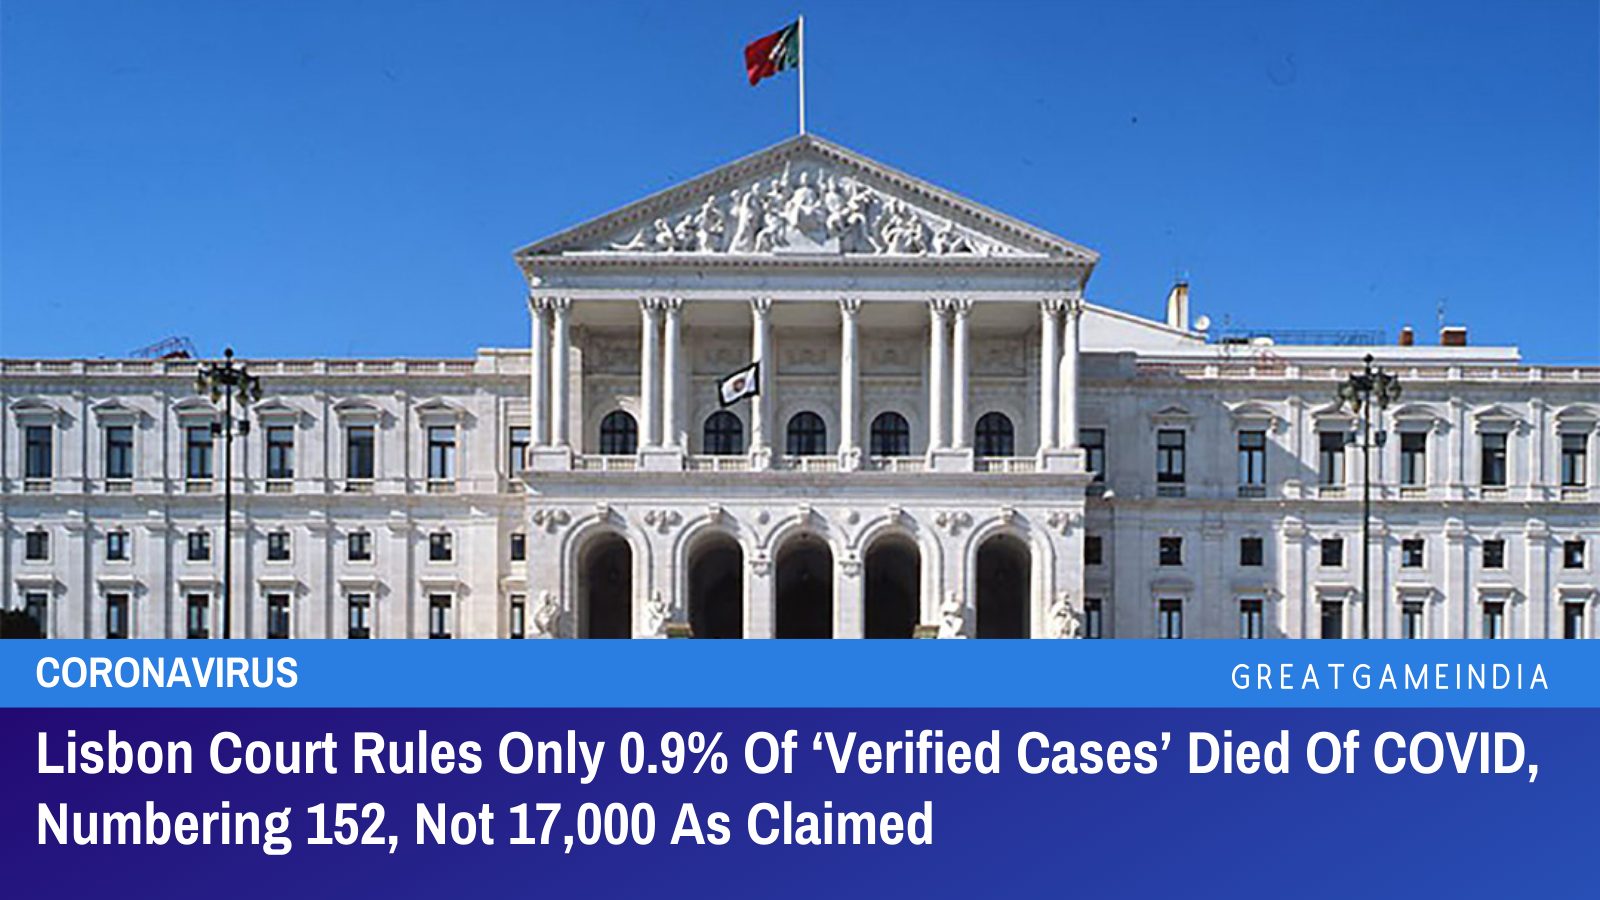 CORONAVIRUS
GREATGAMEINDIA
Lisbon Court Rules Only 0.9% Of ‘Verified Cases’ Died Of COVID,
Numbering 152, Not 17,000 As Claimed